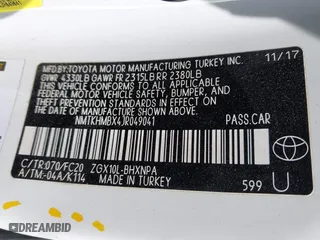 MFD BY:TOYOTA MOTOR MANUFACTURING TURKEY INC. 11/17
GVWR 4330LB GAWR FR 2315LB RR 2380LB
THIS VEHICLE CONFORMS TO ALL APPLICABLE
FEDERAL MOTOR VEHICLE SAFETY, BUMPER, AND
THEFT PREVENTION STANDARDS IN EFFECT ON THE
DATE OF MANUFACTURE SHOWN ABOVE.
NMTKHMBX4JR049041 PASS.CAR
C/TR:070/FC20 ZGX10L-BHXNPA
A/TM:-04A/K114
MADE IN TURKEY 599 U
© IAA/BIDFAX